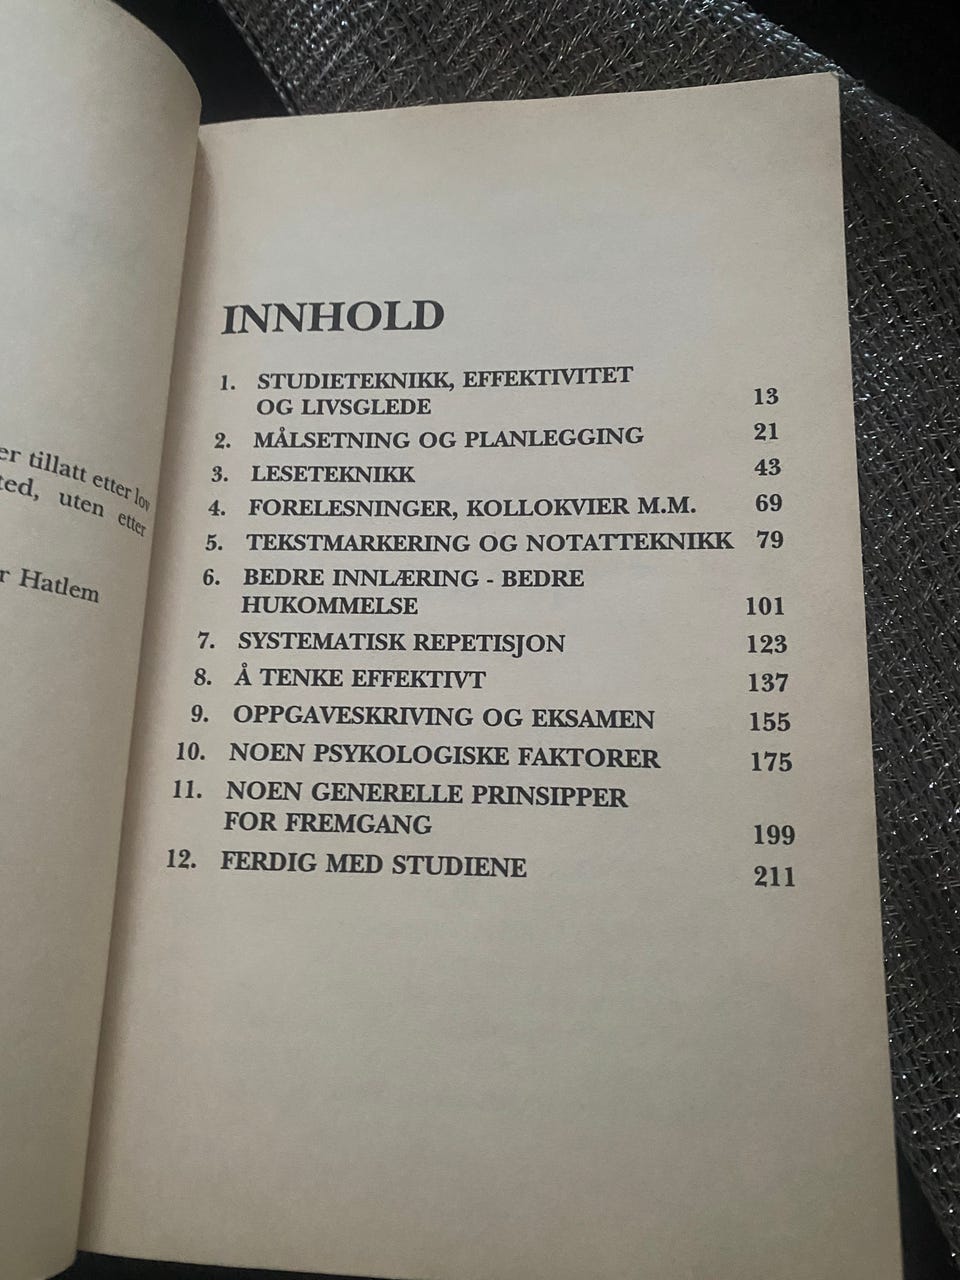 er tillatt etter lov
ted, uten etter
r Hatlem
INNHOLD
1. STUDIETEKNIKK, EFFEKTIVITET
OG LIVSGLEDE 13
2. MÅLSETNING OG PLANLEGGING 21
3. LESETEKNIKK 43
4. FORELESNINGER, KOLLOKVIER M.M. 69
5. TEKSTMARKERING OG NOTATTEKNIKK 79
6. BEDRE INNLÆRING - BEDRE
HUKOMMELSE 101
7. SYSTEMATISK REPETISJON 123
8. Å TENKE EFFEKTIVT 137
9. OPPGAVESKRIVING OG EKSAMEN 155
10. NOEN PSYKOLOGISKE FAKTORER 175
11. NOEN GENERELLE PRINSIPPER
FOR FREMGANG 199
12. FERDIG MED STUDIENE 211